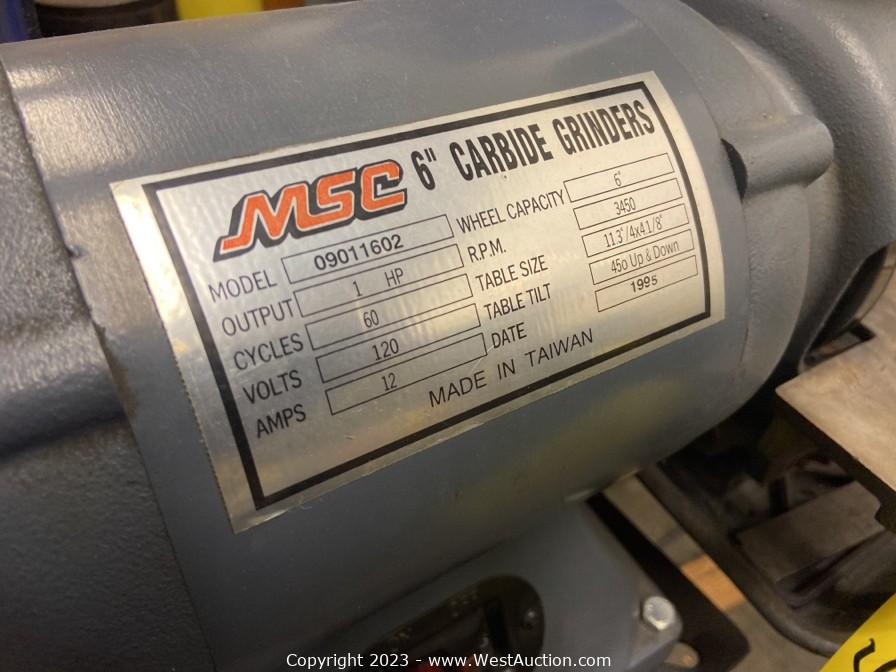 MSC 6" CARBIDE GRINDERS
MODEL 09011602 WHEEL CAPACITY 6"
OUTPUT 1 HP R.P.M. 3450
CYCLES 60 TABLE SIZE 11.3"/4x4.1/8"
VOLTS 120 TABLE TILT 45o Up & Down
AMPS 12 DATE 1995
MADE IN TAIWAN
Copyright 2023 - www.WestAuction.com